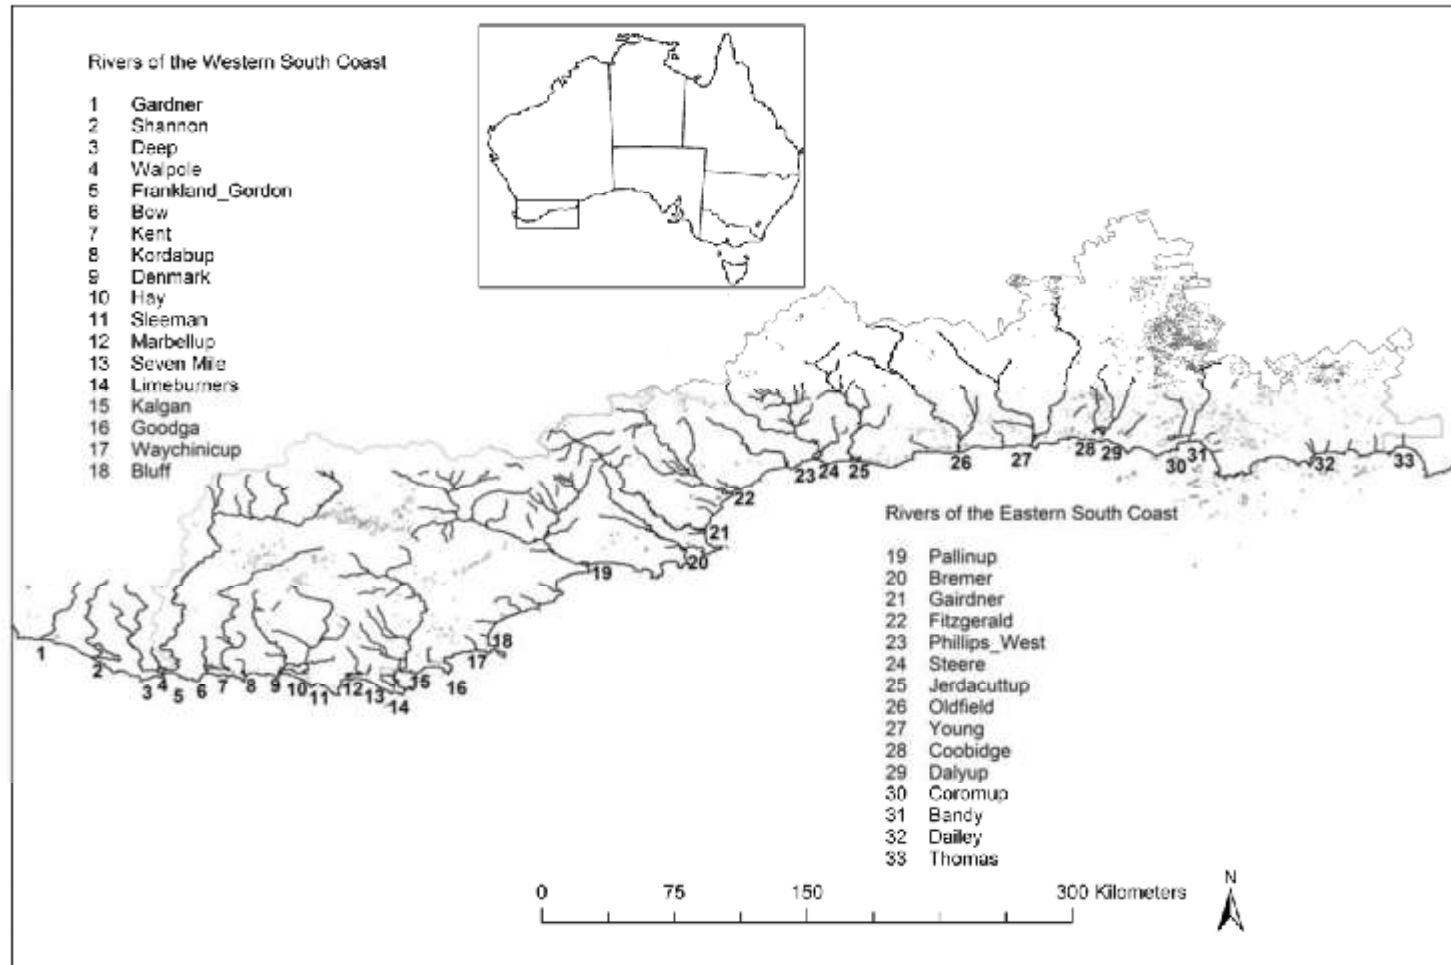 Rivers of the Western South Coast
1 Gardner
2 Shannon
3 Deep
4 Walpole
5 Frankland_Gordon
6 Bow
7 Kent
8 Kordabup
9 Denmark
10 Hay
11 Sleeman
12 Marbellup
13 Seven Mile
14 Limeburners
15 Kalgan
16 Goodga
17 Waychinicup
18 Bluff
1
2
3
4
5
6
7
8
9
10
11
12
13
14
15
16
17
18
19
20
21
22
23
24
25
26
27
28
29
30
31
32
33
Rivers of the Eastern South Coast
19 Pallinup
20 Bremer
21 Gairdner
22 Fitzgerald
23 Phillips_West
24 Steere
25 Jerdacuttup
26 Oldfield
27 Young
28 Coobidge
29 Dalyup
30 Coromup
31 Bandy
32 Dailey
33 Thomas
0 75 150 300 Kilometers
N